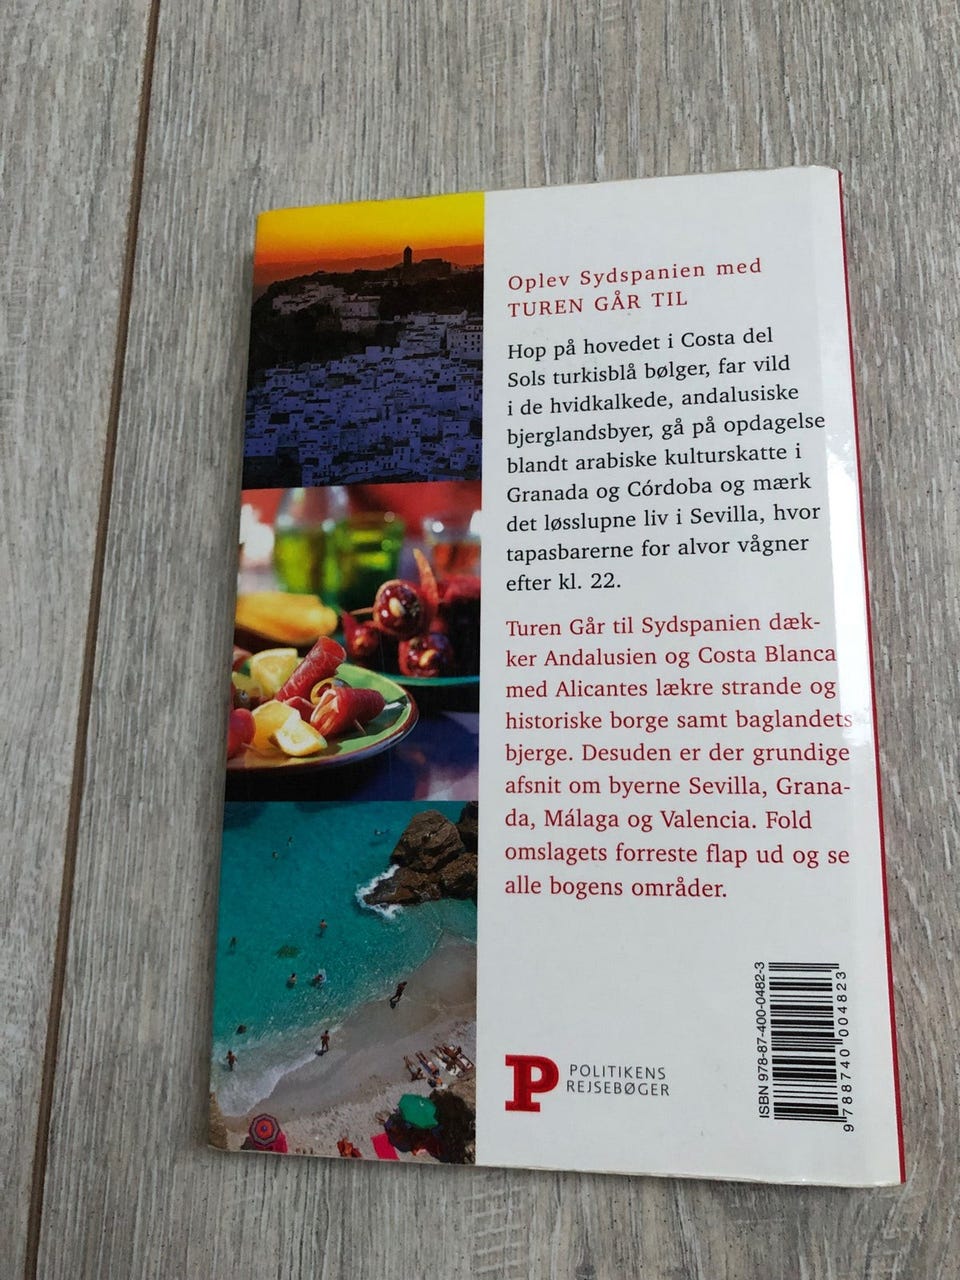 Oplev Sydspanien med
TUREN GÅR TIL
Hop på hovedet i Costa del
Sols turkisblå bølger, far vild
i de hvidkalkede, andalusiske
bjerglandsbyer, gå på opdagelse
blandt arabiske kulturskatte i
Granada og Córdoba og mærk
det løsslupne liv i Sevilla, hvor
tapasbarerne for alvor vågner
efter kl. 22.
Turen Går til Sydspanien dæk-
ker Andalusien og Costa Blanca
med Alicantes lækre strande og
historiske borge samt baglandets
bjerge. Desuden er der grundige
afsnit om byerne Sevilla, Grana-
da, Málaga og Valencia. Fold
omslagets forreste flap ud og se
alle bogens områder.
P
POLITIKENS
REJSEBØGER
ISBN 978-87-400-0482-3
9 788740 004823